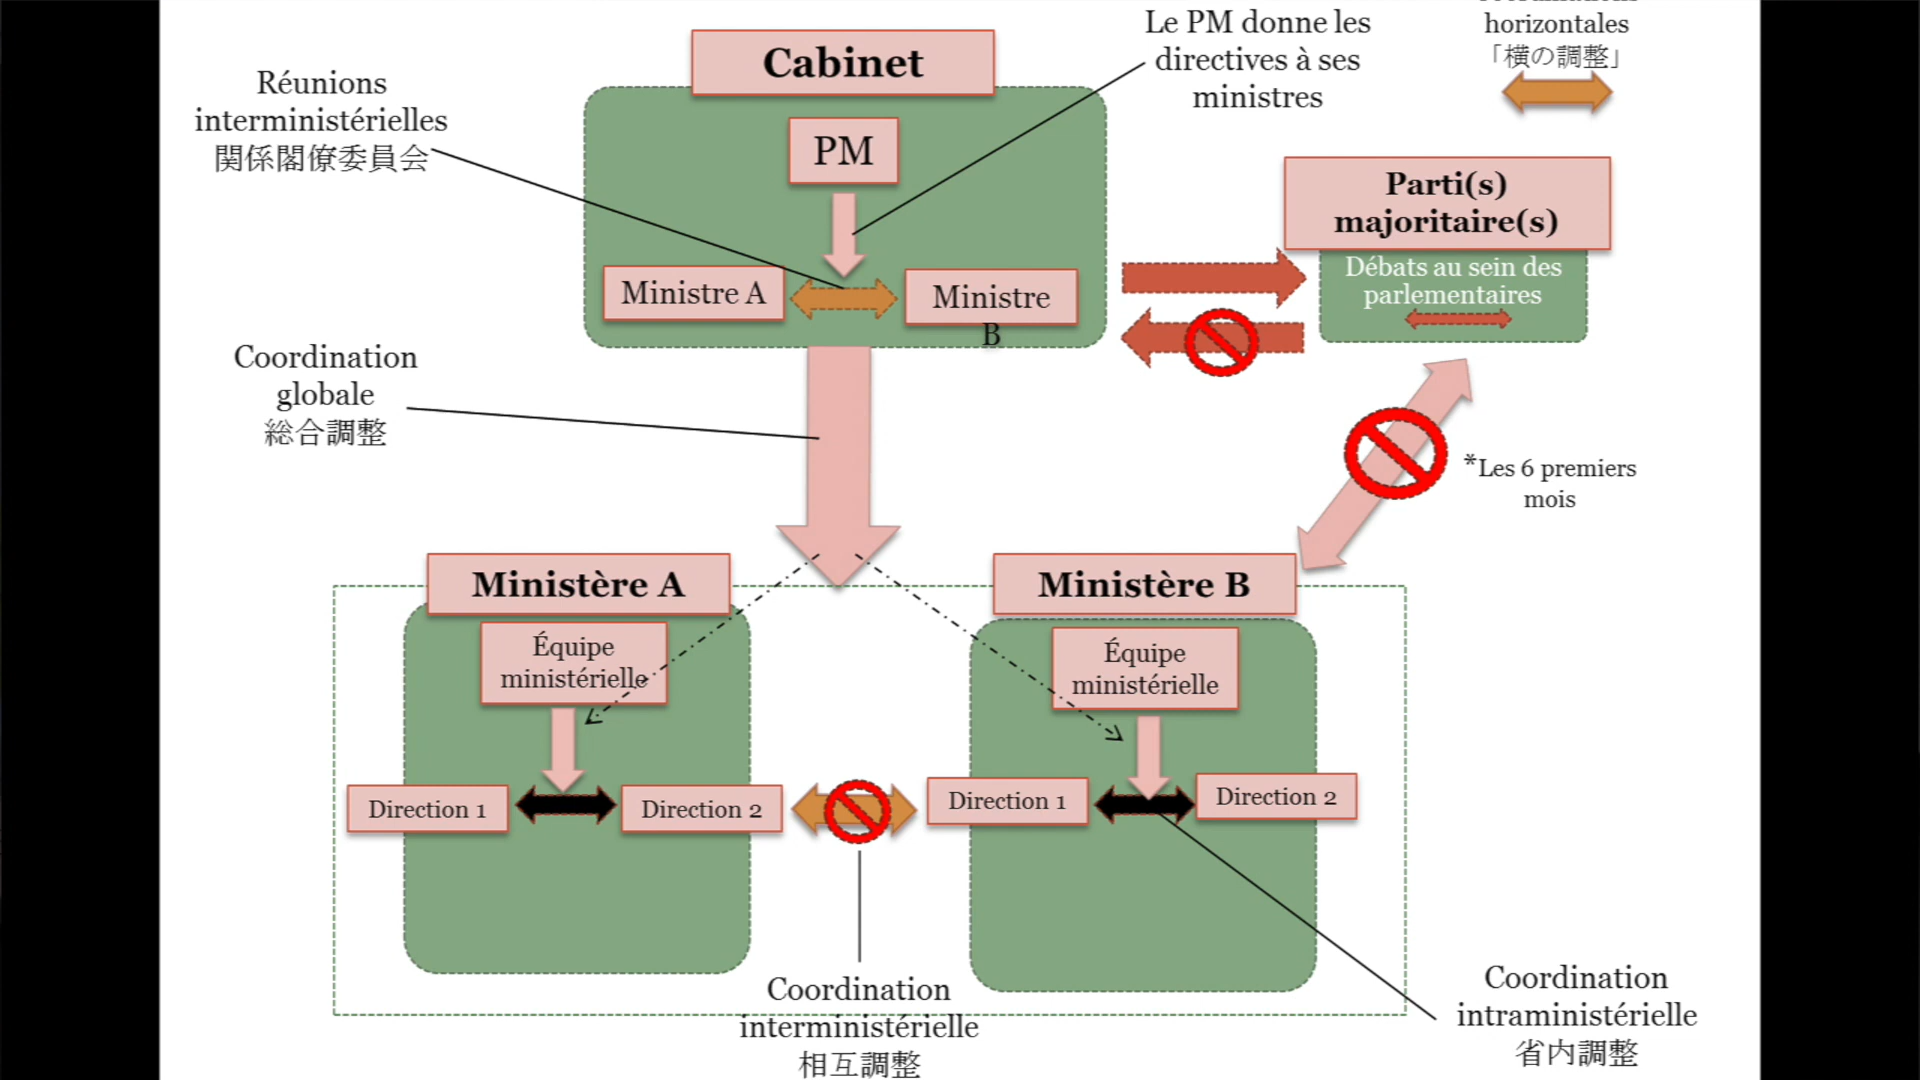 Cabinet
Le PM donne les
directives à ses
ministres
horizontales
「横の調整」
Réunions
interministérielles
関係閣僚委員会
PM
Parti(s)
majoritaire(s)
Débats au sein des
parlementaires
Ministre A
Ministre
B
Coordination
globale
総合調整
*Les 6 premiers
mois
Ministère A
Ministère B
Équipe
ministérielle
Équipe
ministérielle
Direction 1
Direction 2
Direction 1
Direction 2
Coordination
interministérielle
相互調整
Coordination
intraministérielle
省内調整